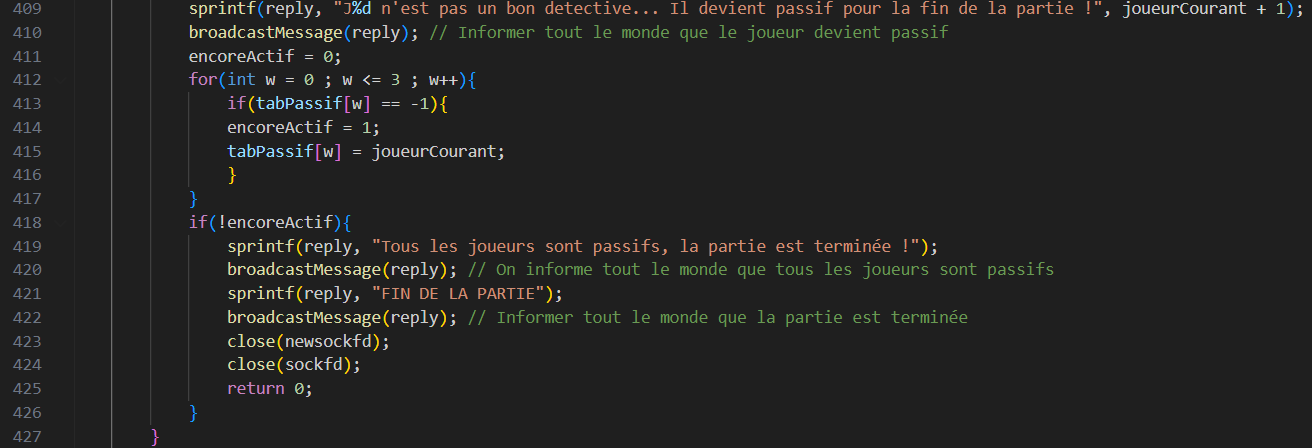 409 sprintf(reply, "J%d n'est pas un bon detective... Il devient passif pour la fin de la partie !", joueurCourant + 1);
410 broadcastMessage(reply); // Informer tout le monde que le joueur devient passif
411 encoreActif = 0;
412 for(int w = 0 ; w <= 3 ; w++){
413 if(tabPassif[w] == -1){
414 encoreActif = 1;
415 tabPassif[w] = joueurCourant;
416 }
417 }
418 if(!encoreActif){
419 sprintf(reply, "Tous les joueurs sont passifs, la partie est terminée !");
420 broadcastMessage(reply); // On informe tout le monde que tous les joueurs sont passifs
421 sprintf(reply, "FIN DE LA PARTIE");
422 broadcastMessage(reply); // Informer tout le monde que la partie est terminée
423 close(newsockfd);
424 close(sockfd);
425 return 0;
426 }
427 }